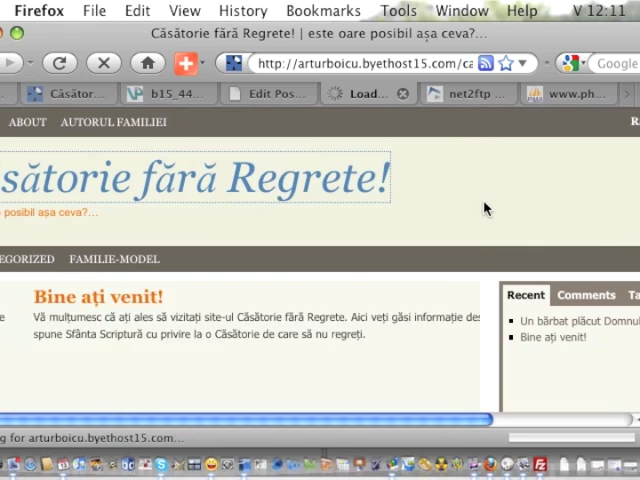 Firefox File Edit View History Bookmarks Tools Window Help V 12:11
Căsătorie fără Regrete! | este oare posibil așa ceva?...
http://arturboicu.byethost15.com/ca Google
Căsător... b15_44... Edit Pos... Load... net2ftp ... www.ph...
ABOUT AUTORUL FAMILIEI
sătorie fără Regrete!
posibil așa ceva?...
EGORIZED FAMILIE-MODEL
Bine ați venit!
Vă mulțumesc că ați ales să vizitați site-ul Căsătorie fără Regrete. Aici veți găsi informație des
spune Sfânta Scriptură cu privire la o Căsătorie de care să nu regreți.
Recent Comments Ta
Un bărbat plăcut Domnul
Bine ați venit!
g for arturboicu.byethost15.com...